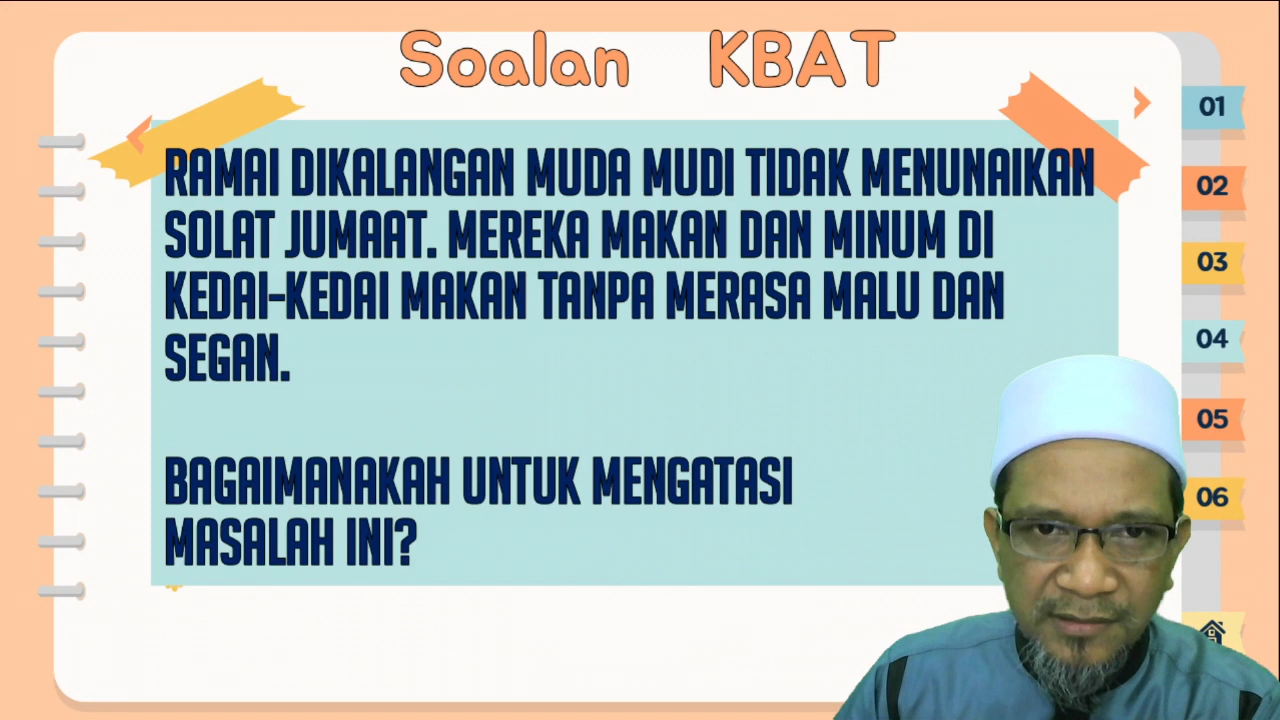 Soalan KBAT
RAMAI DIKALANGAN MUDA MUDI TIDAK MENUNAIKAN
SOLAT JUMAAT. MEREKA MAKAN DAN MINUM DI
KEDAI-KEDAI MAKAN TANPA MERASA MALU DAN
SEGAN.
BAGAIMANAKAH UNTUK MENGATASI
MASALAH INI?
01
02
03
04
05
06